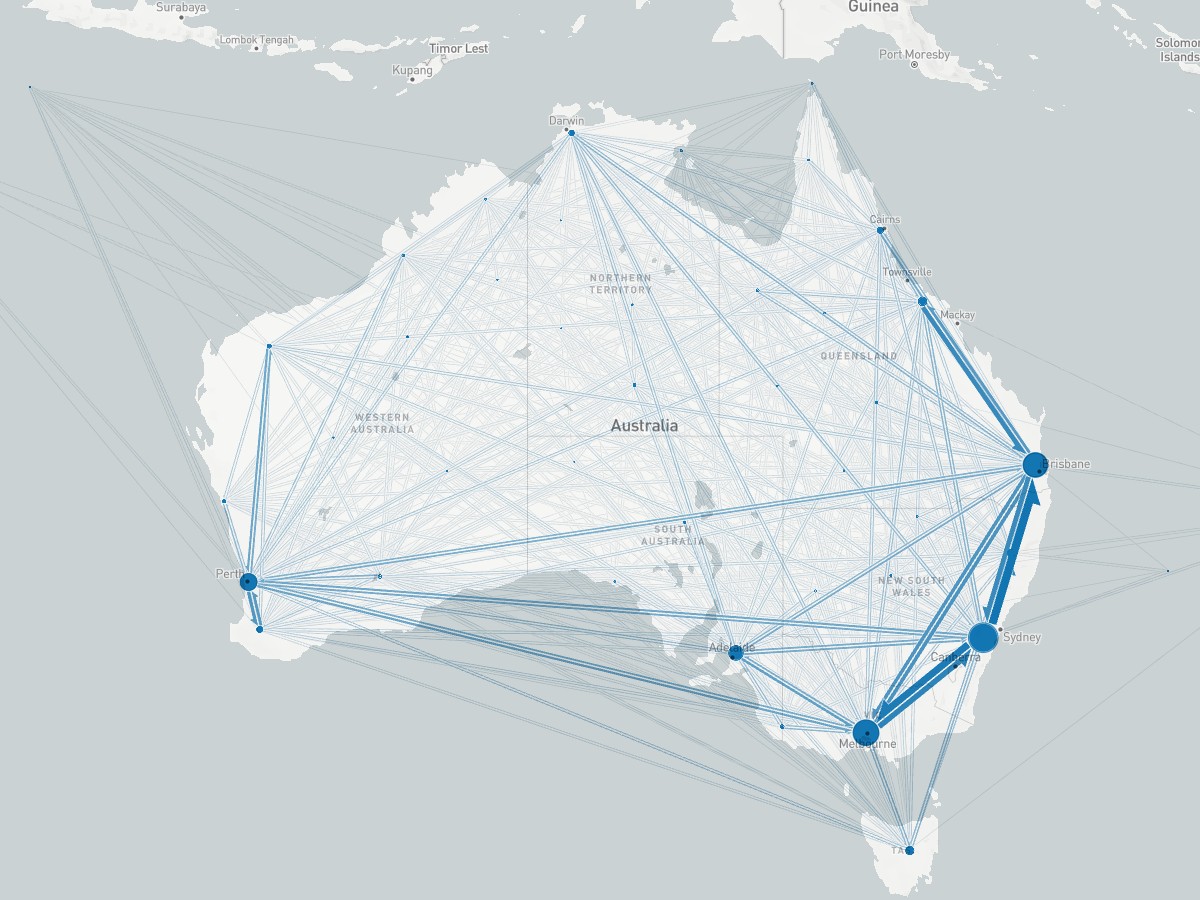 Guinea
Surabaya
Lombok Tengah
Timor Lest
Solomon
Islands
Port Moresby
Kupang
Darwin
Cairns
Townsville
NORTHERN
TERRITORY
Mackay
QUEENSLAND
WESTERN
AUSTRALIA
Australia
Brisbane
SOUTH
AUSTRALIA
Perth
NEW SOUTH
WALES
Sydney
Adelaide
Canberra
Melbourne